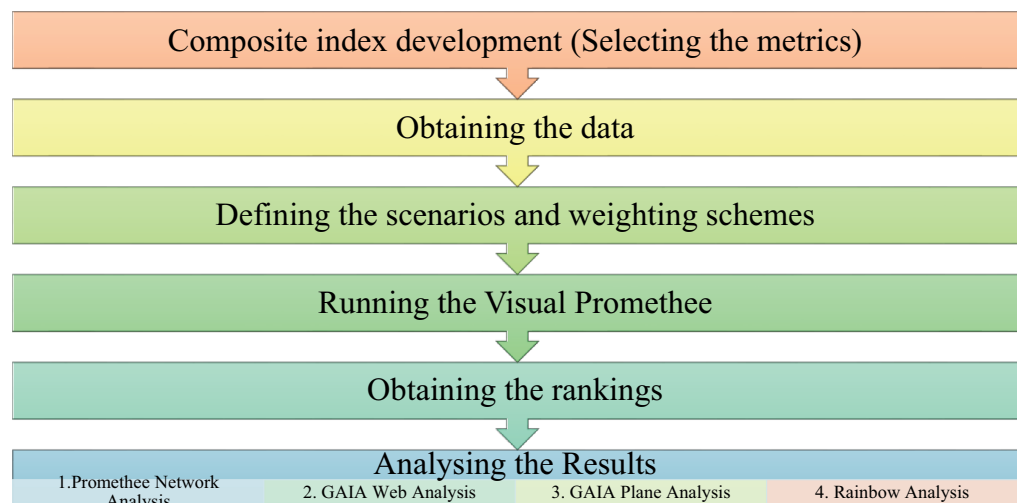 Composite index development (Selecting the metrics)
Obtaining the data
Defining the scenarios and weighting schemes
Running the Visual Promethee
Obtaining the rankings
Analysing the Results
1.Promethee Network
Analysis
2. GAIA Web Analysis
3. GAIA Plane Analysis
4. Rainbow Analysis